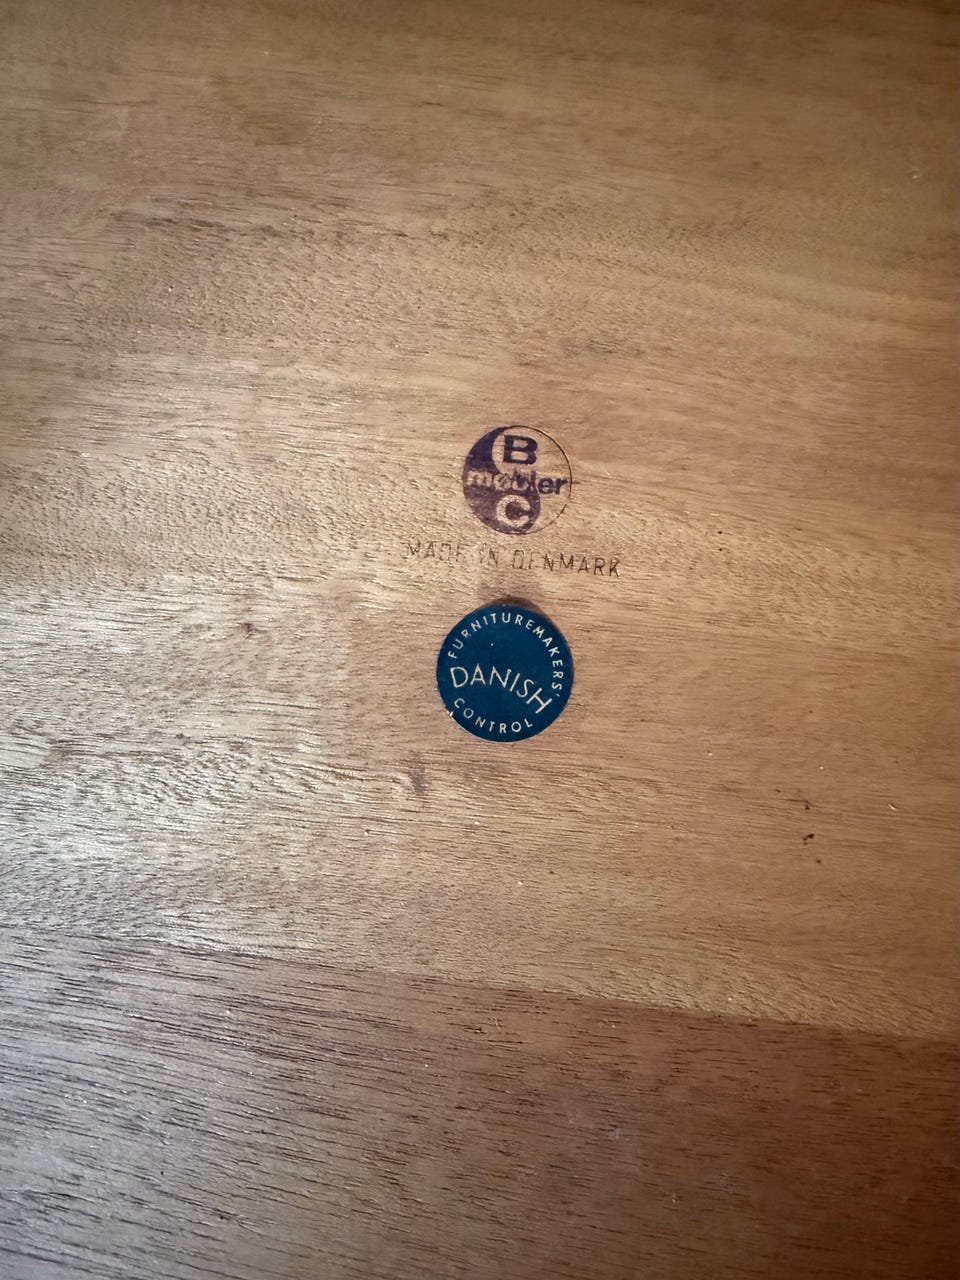 B
møbler
C
MADE IN DENMARK
FURNITUREMAKERS'
DANISH
CONTROL